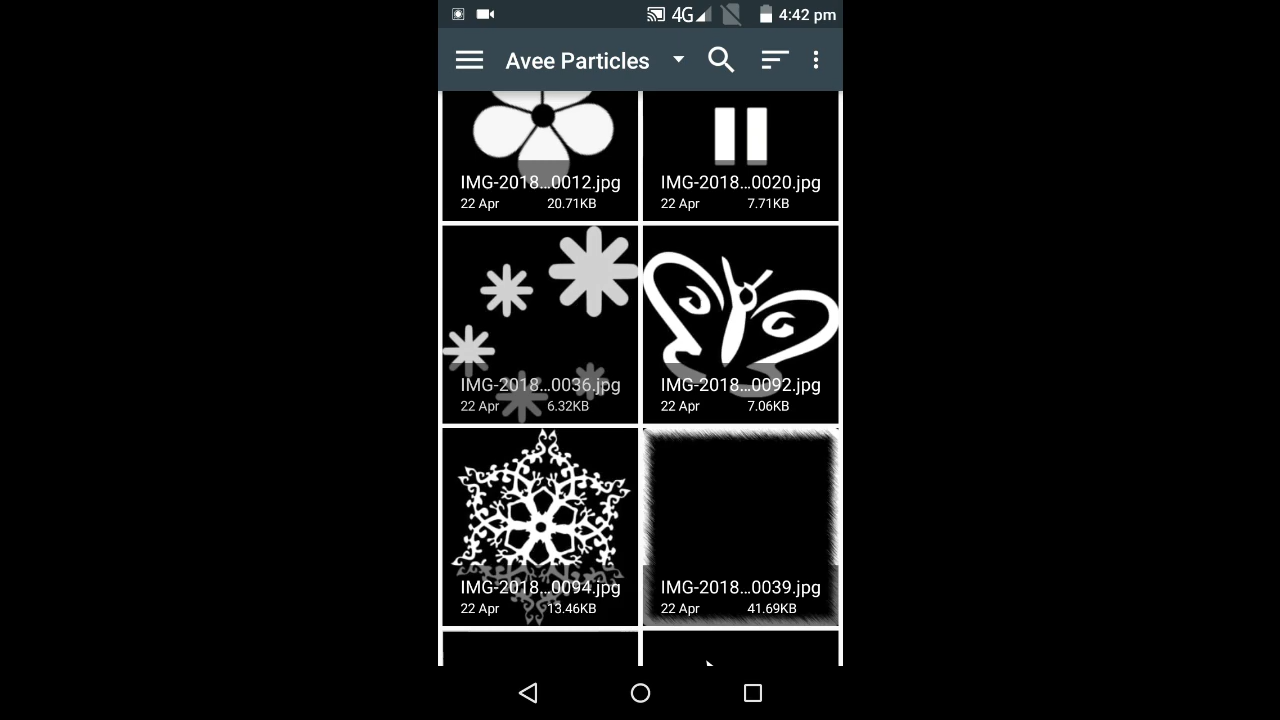 4G 4:42 pm
Avee Particles
IMG-2018...0012.jpg IMG-2018...0020.jpg
22 Apr 20.71KB 22 Apr 7.71KB
IMG-2018...0036.jpg IMG-2018...0092.jpg
22 Apr 6.32KB 22 Apr 7.06KB
IMG-2018...0094.jpg IMG-2018...0039.jpg
22 Apr 13.46KB 22 Apr 41.69KB